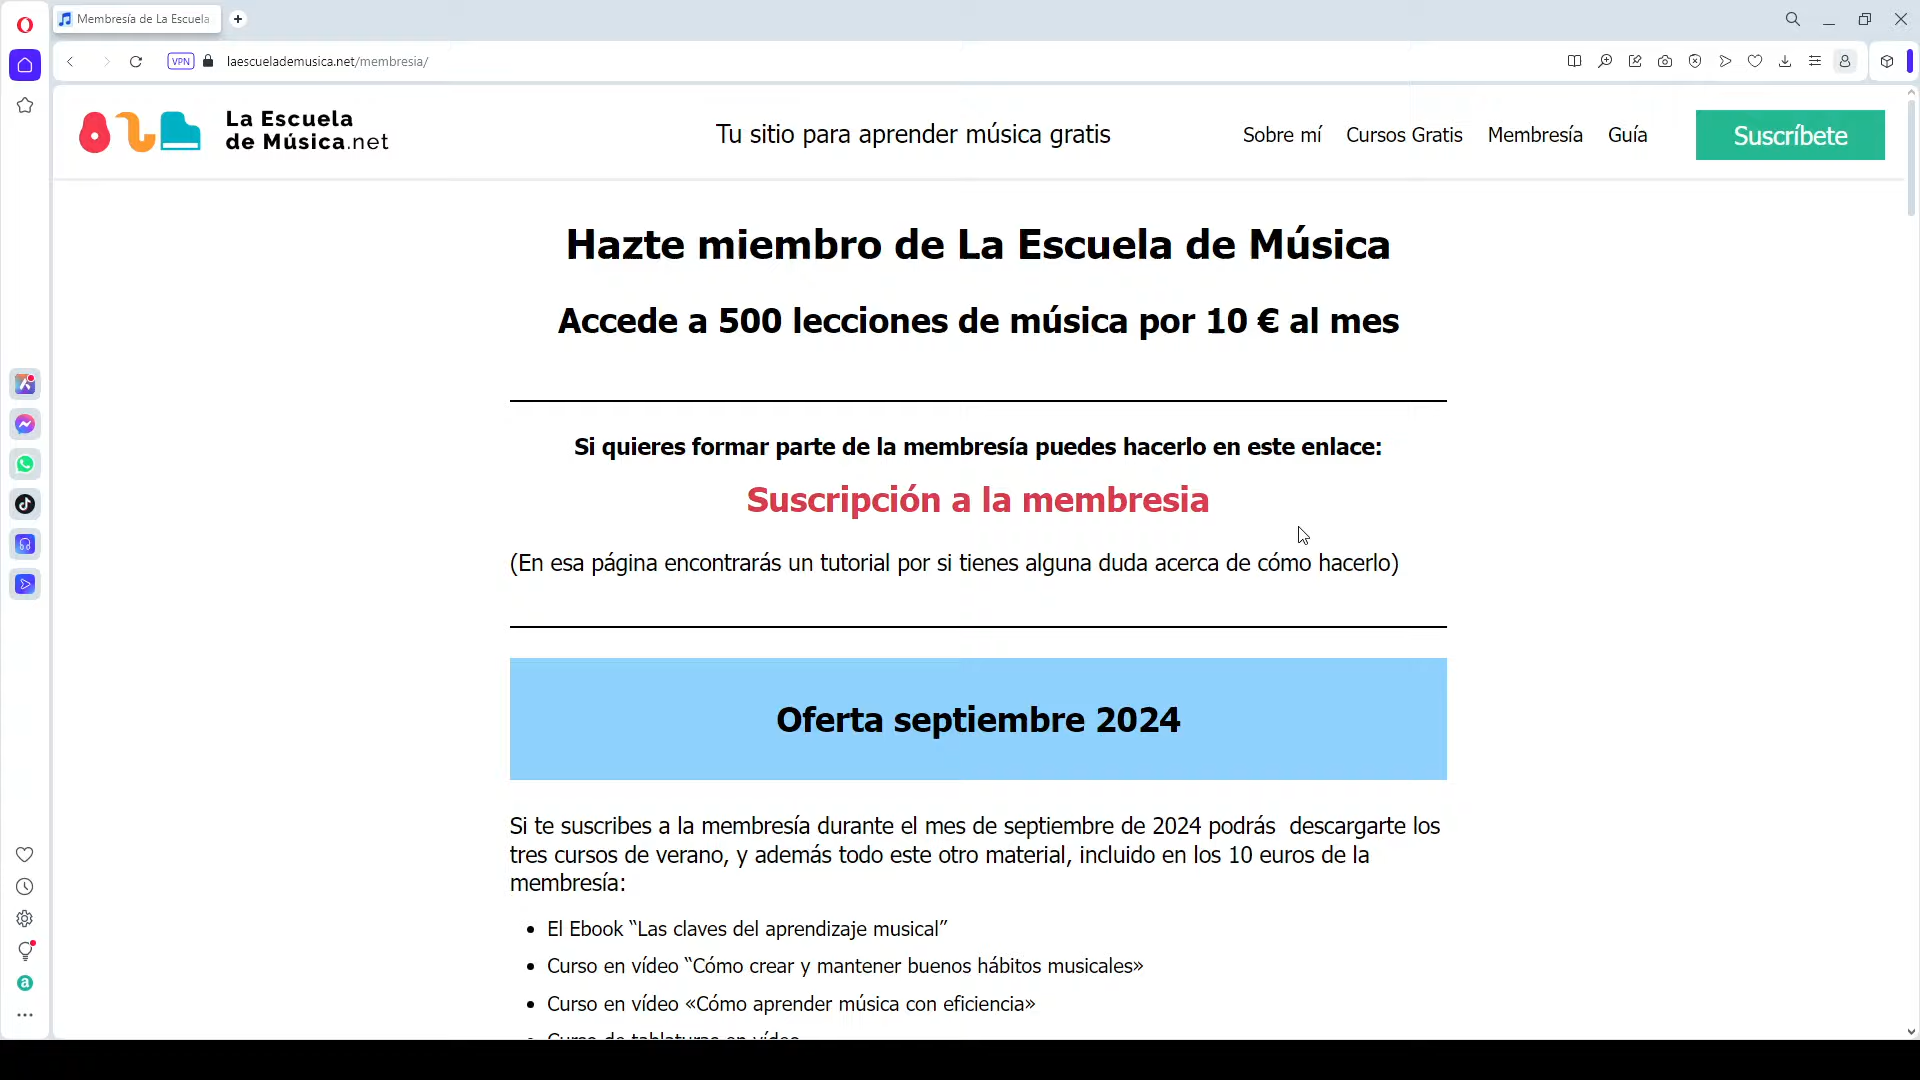 Membresía de La Escuela
VPN
laescuelademusica.net/membresia/
La Escuela
de Música.net
Tu sitio para aprender música gratis
Sobre mí
Cursos Gratis
Membresía
Guía
Suscríbete
Hazte miembro de La Escuela de Música
Accede a 500 lecciones de música por 10 € al mes
Si quieres formar parte de la membresía puedes hacerlo en este enlace:
Suscripción a la membresia
(En esa página encontrarás un tutorial por si tienes alguna duda acerca de cómo hacerlo)
Oferta septiembre 2024
Si te suscribes a la membresía durante el mes de septiembre de 2024 podrás descargarte los
tres cursos de verano, y además todo este otro material, incluido en los 10 euros de la
membresía:
• El Ebook “Las claves del aprendizaje musical”
• Curso en vídeo “Cómo crear y mantener buenos hábitos musicales»
• Curso en vídeo «Cómo aprender música con eficiencia»
• Curso de tablaturas en vídeo